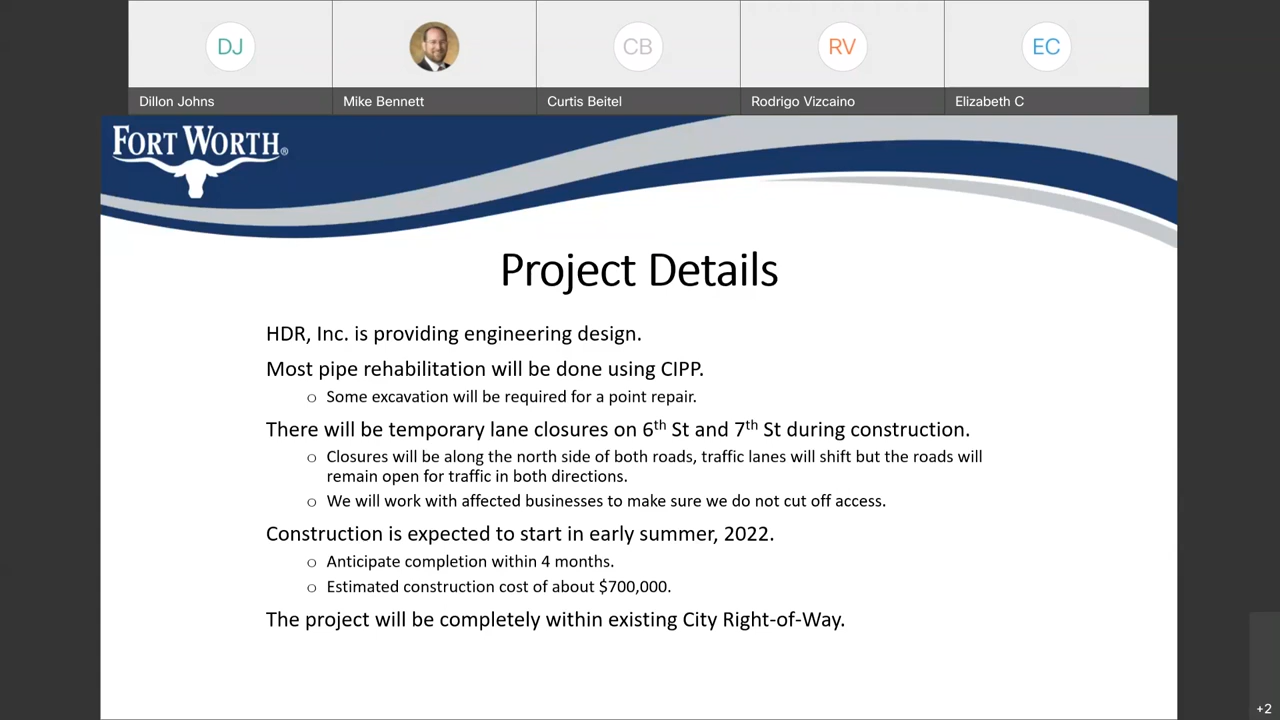 DJ
CB
RV
EC
Dillon Johns
Mike Bennett
Curtis Beitel
Rodrigo Vizcaino
Elizabeth C
FORT WORTH®
Project Details
HDR, Inc. is providing engineering design.
Most pipe rehabilitation will be done using CIPP.
o Some excavation will be required for a point repair.
There will be temporary lane closures on 6th St and 7th St during construction.
o Closures will be along the north side of both roads, traffic lanes will shift but the roads will
remain open for traffic in both directions.
o We will work with affected businesses to make sure we do not cut off access.
Construction is expected to start in early summer, 2022.
o Anticipate completion within 4 months.
o Estimated construction cost of about $700,000.
The project will be completely within existing City Right-of-Way.
+2